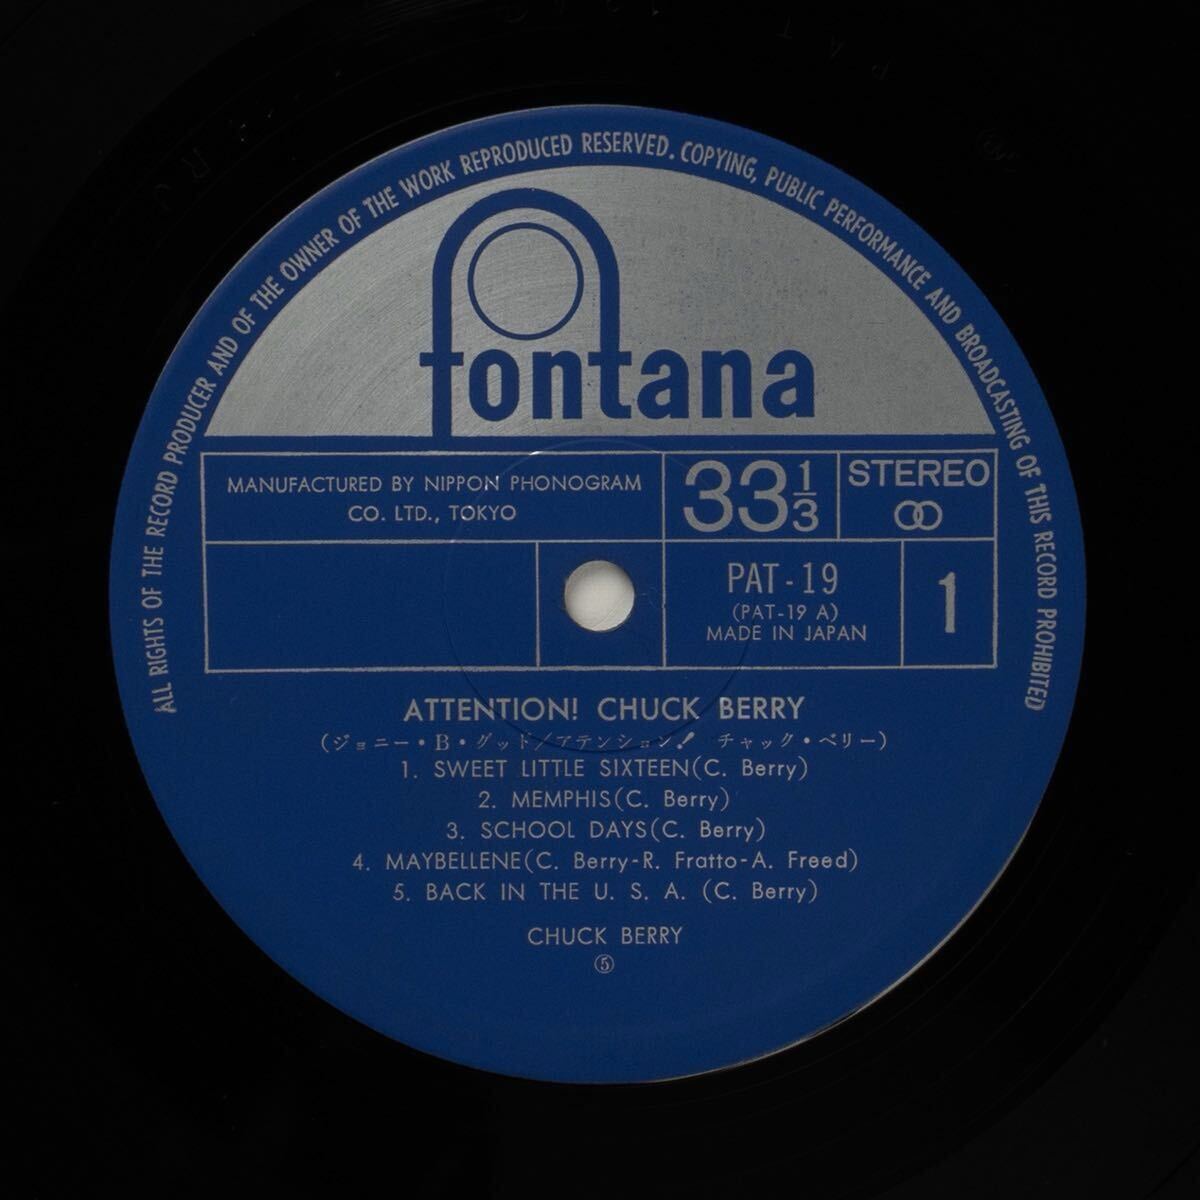 ALL RIGHTS OF THE RECORD PRODUCER AND OF THE OWNER OF THE WORK REPRODUCED RESERVED. COPYING, PUBLIC PERFORMANCE AND BROADCASTING OF THIS RECORD PROHIBITED
fontana
MANUFACTURED BY NIPPON PHONOGRAM
CO. LTD., TOKYO
33 1/3
STEREO
PAT-19
(PAT-19 A)
MADE IN JAPAN
1
ATTENTION! CHUCK BERRY
(ジョニー・B・グッド/アテンション! チャック・ベリー)
1. SWEET LITTLE SIXTEEN(C. Berry)
2. MEMPHIS(C. Berry)
3. SCHOOL DAYS(C. Berry)
4. MAYBELLENE(C. Berry-R. Fratto-A. Freed)
5. BACK IN THE U. S. A. (C. Berry)
CHUCK BERRY
⑤